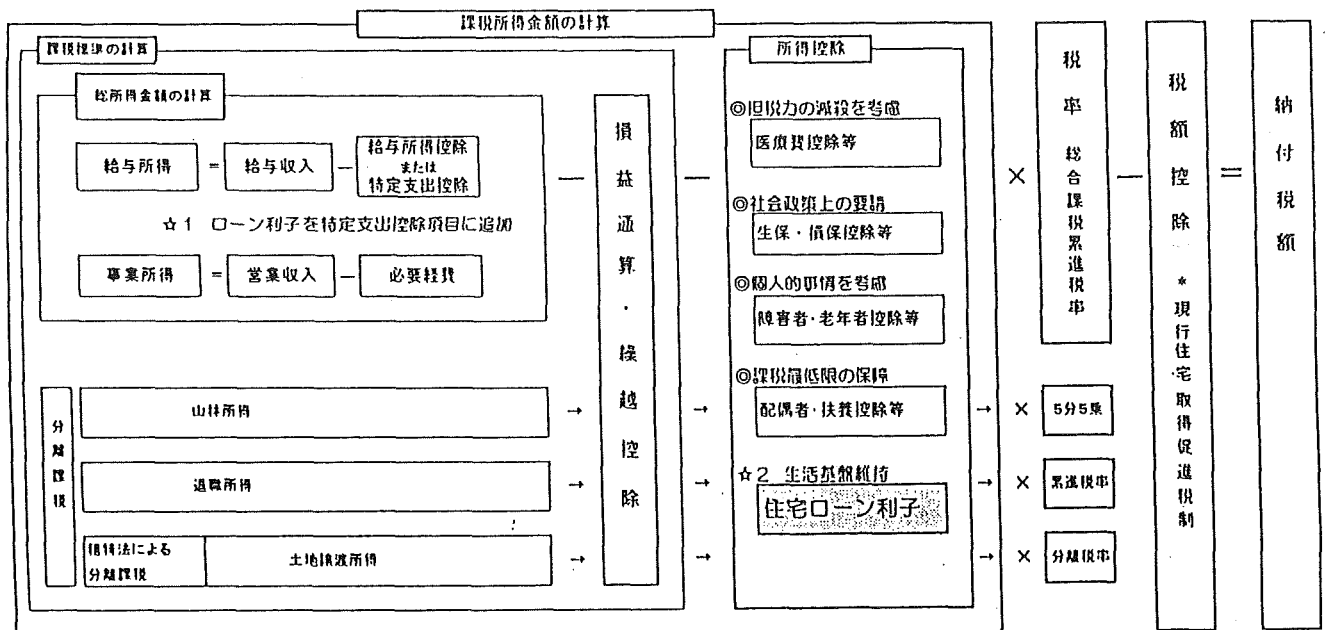 課税所得金額の計算
課税標準の計算
総所得金額の計算
給与所得 = 給与収入 — 給与所得控除
または
特定支出控除
☆1 ローン利子を特定支出控除項目に追加
事業所得 = 営業収入 — 必要経費
分離課税
山林所得 →
退職所得 →
措特法による
分離課税
土地譲渡所得 →
—
損益通算・繰越控除
—
→
→
→
所得控除
◎担税力の減殺を考慮
医療費控除等
◎社会政策上の要請
生保・損保控除等
◎個人的事情を考慮
障害者・老年者控除等
◎課税最低限の保障
配偶者・扶養控除等
☆2 生活基盤維持
住宅ローン利子
×
税率 総合課税累進税率
→ × 5分5乗
→ × 累進税率
→ × 分離税率
—
税額控除 *現行住宅取得促進税制
=
納付税額